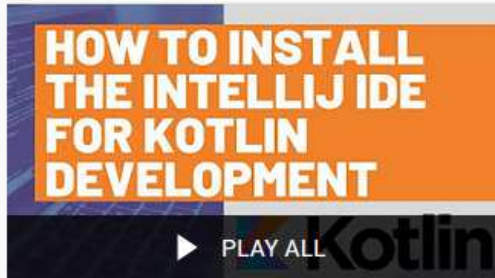 HOW TO INSTALL
THE INTELLIJ IDE
FOR KOTLIN
DEVELOPMENT
PLAY ALL
Kotlin